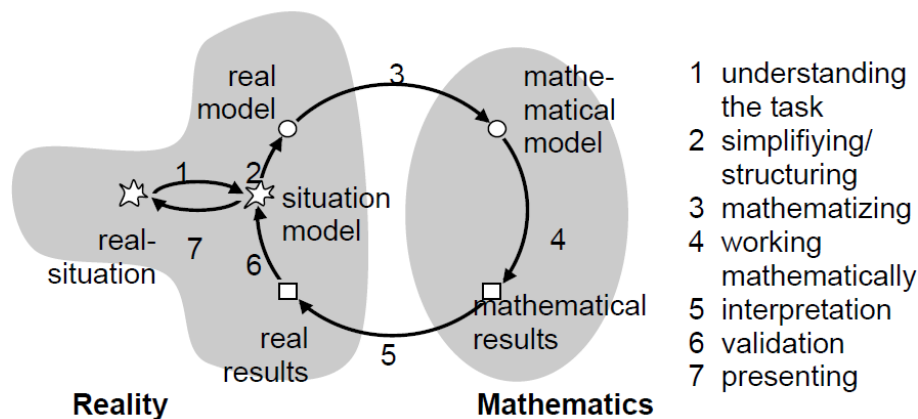 real
model
3
mathe-
matical
model
1
2
situation
model
real-
situation
7
6
4
real
results
5
mathematical
results
Reality
Mathematics
1 understanding
the task
2 simplifiying/
structuring
3 mathematizing
4 working
mathematically
5 interpretation
6 validation
7 presenting